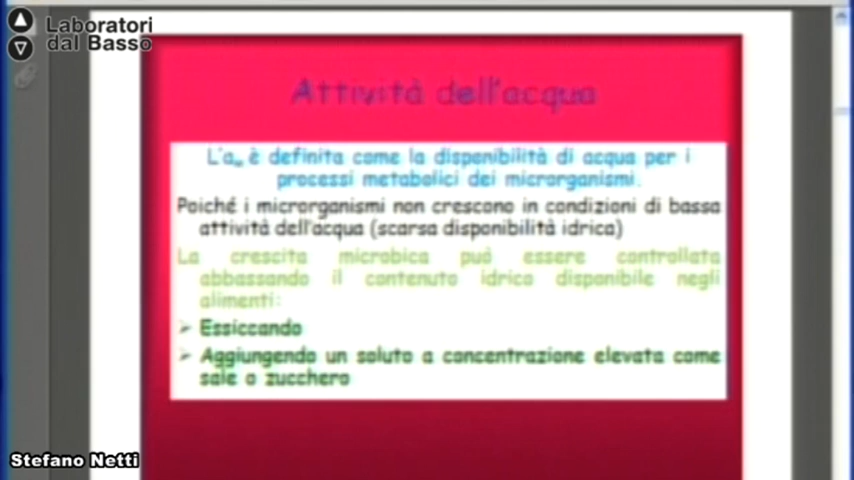 Laboratori
dal Basso
Attività dell'acqua
L'aw è definita come la disponibilità di acqua per i
processi metabolici dei microrganismi.
Poiché i microrganismi non crescono in condizioni di bassa
attività dell'acqua (scarsa disponibilità idrica)
La crescita microbica può essere controllata
abbassando il contenuto idrico disponibile negli
alimenti:
➢ Essiccando
➢ Aggiungendo un soluto a concentrazione elevata come
sale o zucchero
Stefano Netti